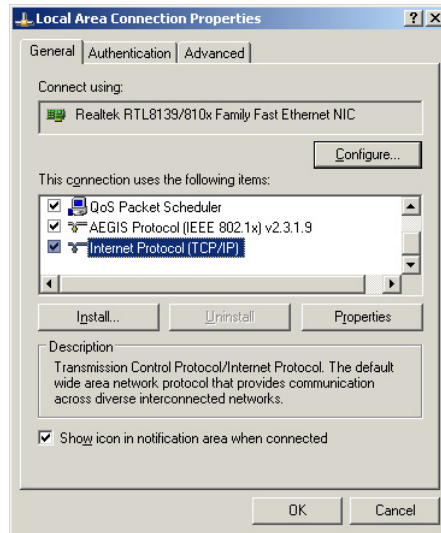 Local Area Connection Properties
General Authentication Advanced
Connect using:
Realtek RTL8139/810x Family Fast Ethernet NIC
Configure...
This connection uses the following items:
QoS Packet Scheduler
AEGIS Protocol (IEEE 802.1x) v2.3.1.9
Internet Protocol (TCP/IP)
Install... Uninstall Properties
Description
Transmission Control Protocol/Internet Protocol. The default
wide area network protocol that provides communication
across diverse interconnected networks.
Show icon in notification area when connected
OK Cancel